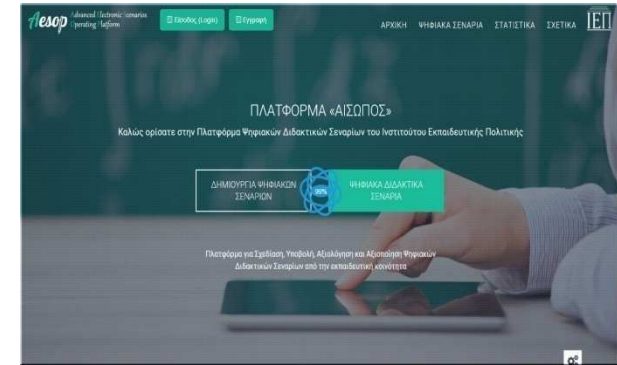 Aesop Advanced Electronic Scenarios
Operating Platform
Είσοδος (Login)
Εγγραφή
ΑΡΧΙΚΗ ΨΗΦΙΑΚΑ ΣΕΝΑΡΙΑ ΣΤΑΤΙΣΤΙΚΑ ΣΧΕΤΙΚΑ ΙΕΠ
ΠΛΑΤΦΟΡΜΑ «ΑΙΣΩΠΟΣ»
Καλώς ορίσατε στην Πλατφόρμα Ψηφιακών Διδακτικών Σεναρίων του Ινστιτούτου Εκπαιδευτικής Πολιτικής
ΔΗΜΙΟΥΡΓΙΑ ΨΗΦΙΑΚΩΝ
ΣΕΝΑΡΙΩΝ
ΨΗΦΙΑΚΑ ΔΙΔΑΚΤΙΚΑ
ΣΕΝΑΡΙΑ
Πλατφόρμα για Σχεδίαση, Υποβολή, Αξιολόγηση και Αξιοποίηση Ψηφιακών
Διδακτικών Σεναρίων από την εκπαιδευτική κοινότητα